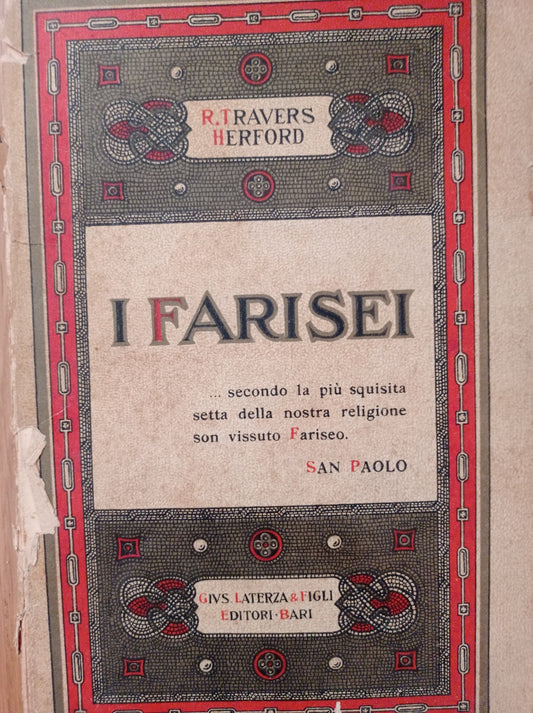 R. TRAVERS
HERFORD
I FARISEI
... secondo la più squisita
setta della nostra religione
son vissuto Fariseo.
SAN PAOLO
GIVS. LATERZA & FIGLI
EDITORI · BARI